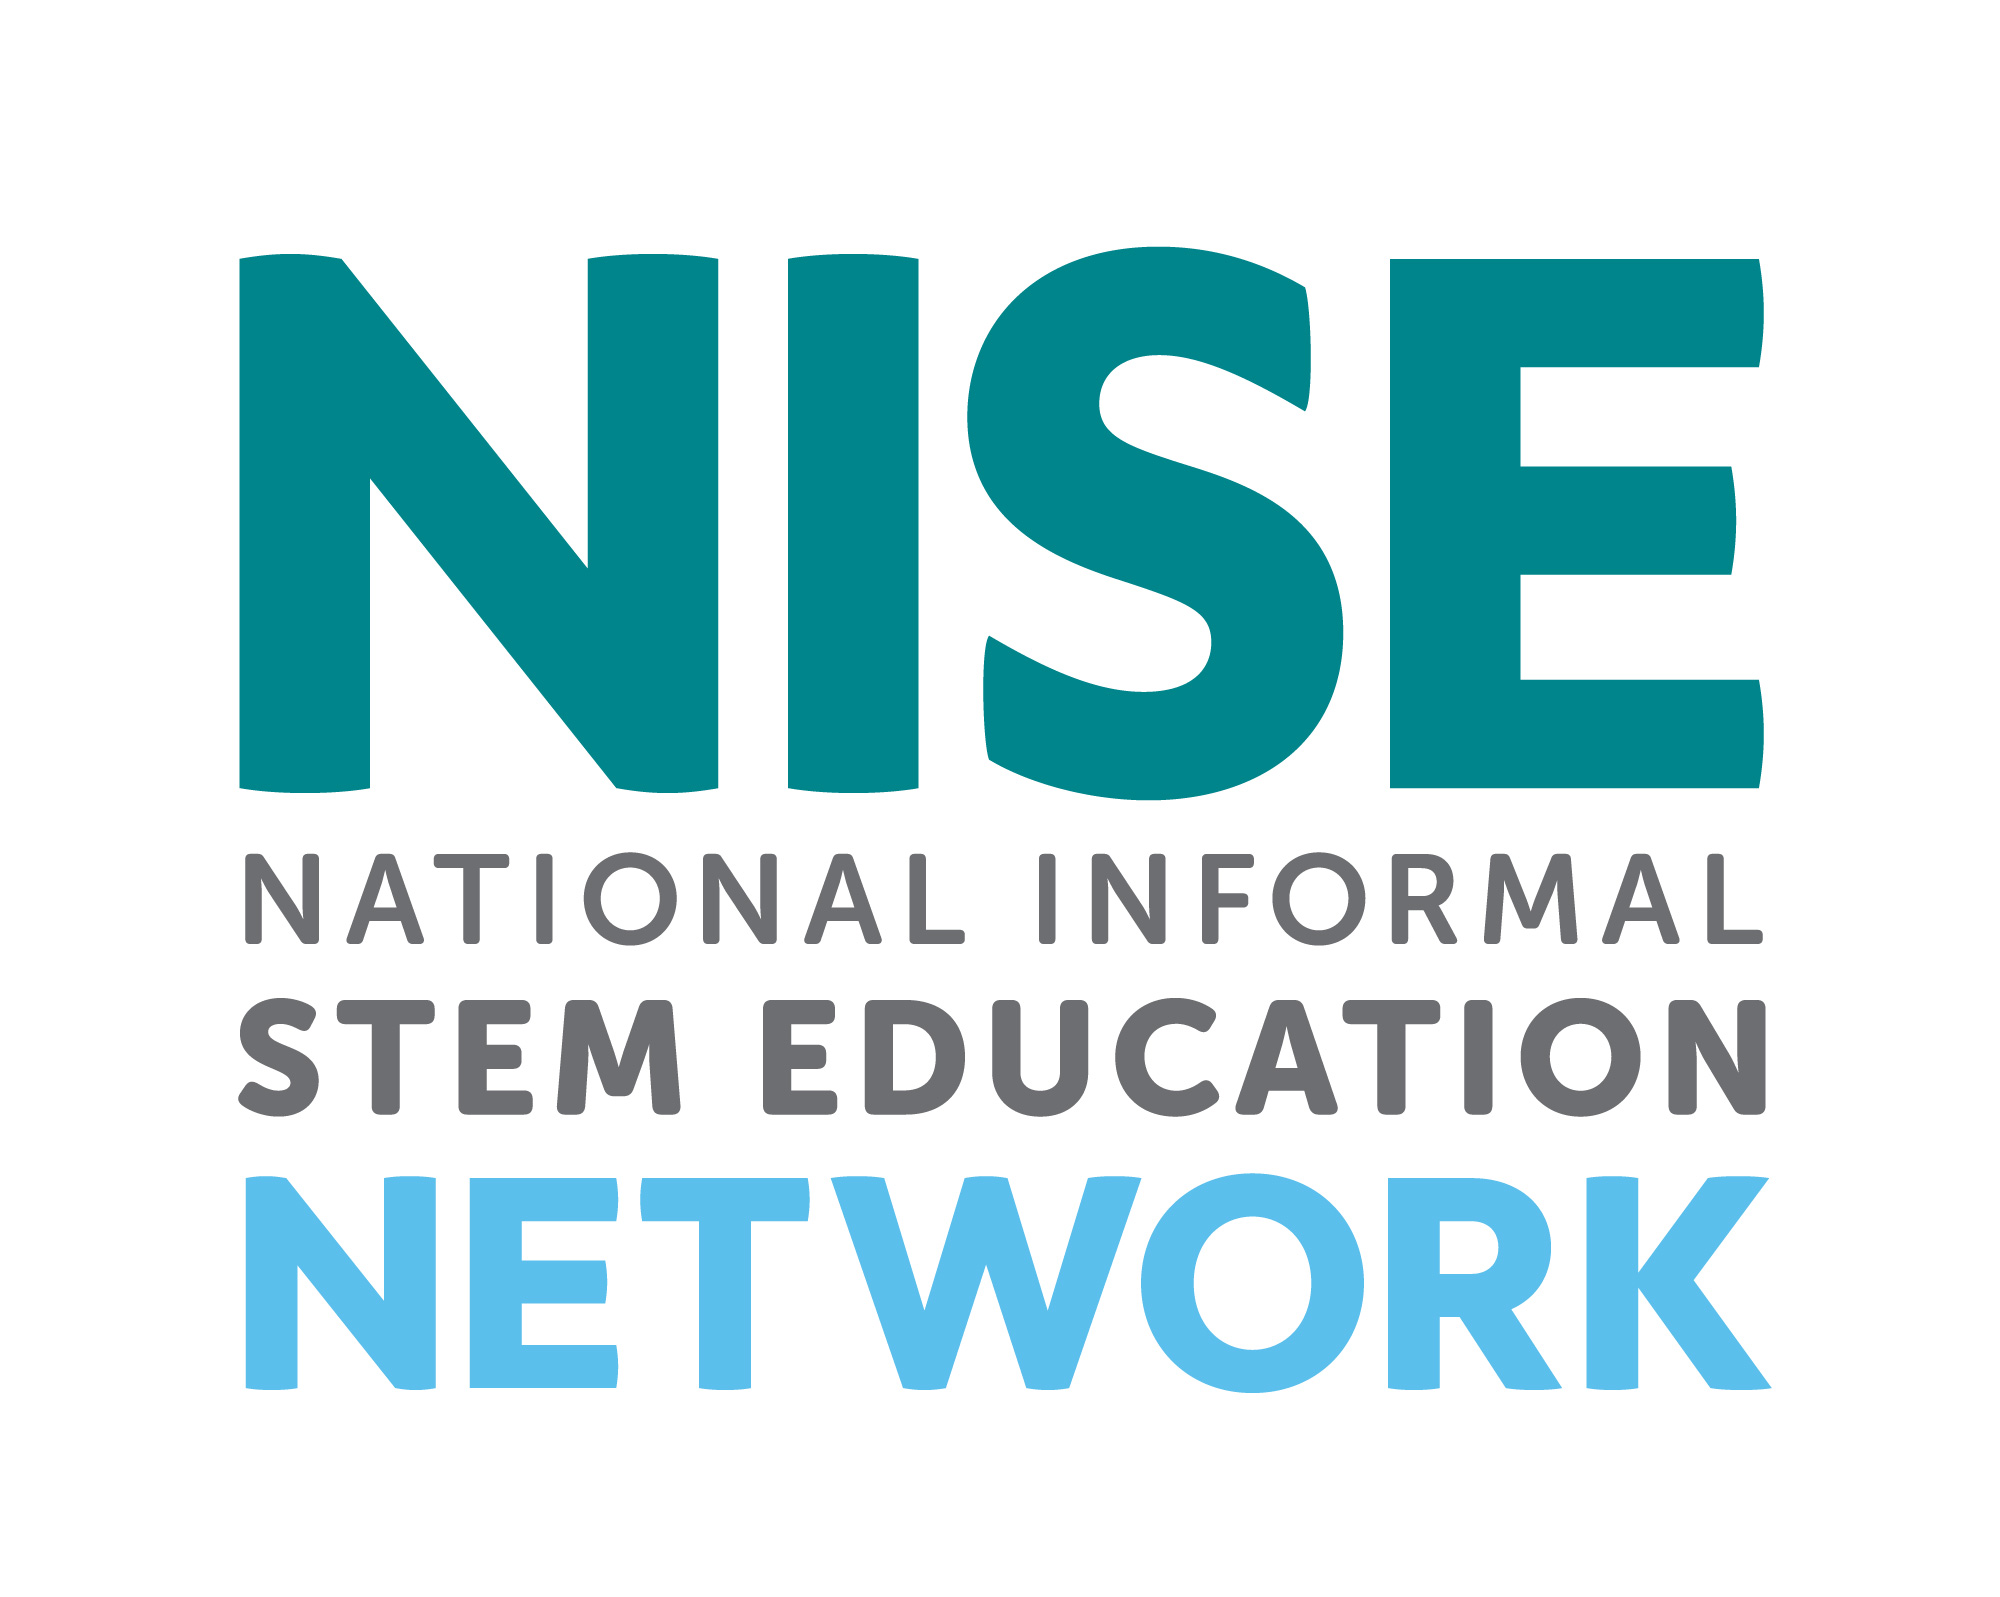 NISE
NATIONAL INFORMAL
STEM EDUCATION
NETWORK